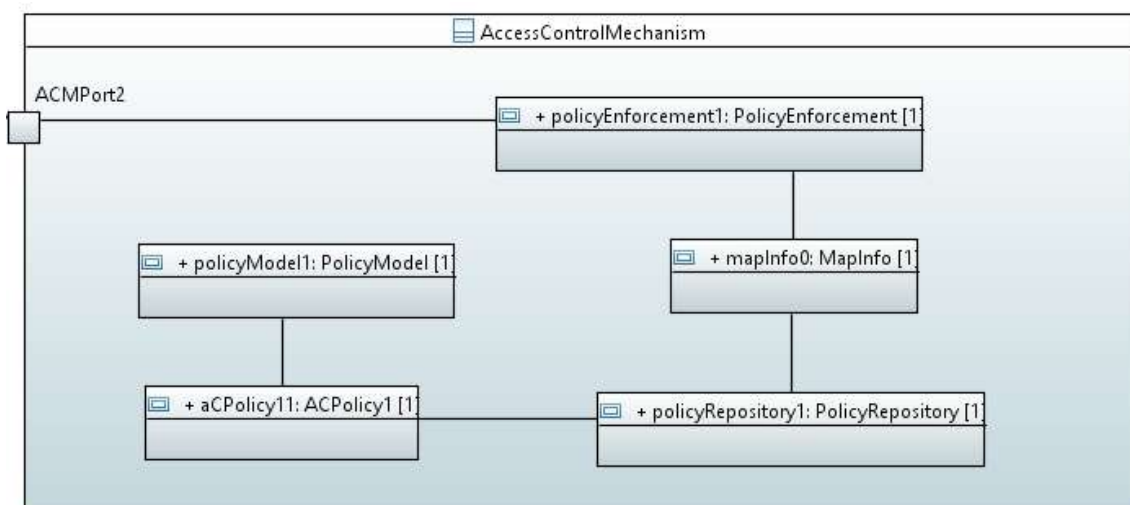 AccessControlMechanism
ACMPort2
+ policyEnforcement1: PolicyEnforcement [1]
+ policyModel1: PolicyModel [1]
+ mapInfo0: MapInfo [1]
+ aCPolicy11: ACPolicy1 [1]
+ policyRepository1: PolicyRepository [1]